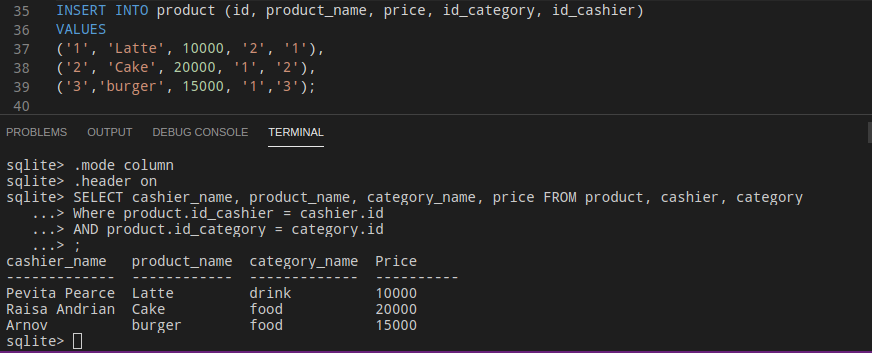 35 INSERT INTO product (id, product_name, price, id_category, id_cashier)
36 VALUES
37 ('1', 'Latte', 10000, '2', '1'),
38 ('2', 'Cake', 20000, '1', '2'),
39 ('3','burger', 15000, '1','3');
40
PROBLEMS OUTPUT DEBUG CONSOLE TERMINAL
sqlite> .mode column
sqlite> .header on
sqlite> SELECT cashier_name, product_name, category_name, price FROM product, cashier, category
   ...> Where product.id_cashier = cashier.id
   ...> AND product.id_category = category.id
   ...> ;
cashier_name   product_name  category_name  Price
-------------  ------------  -------------  ----------
Pevita Pearce  Latte         drink          10000
Raisa Andrian  Cake          food           20000
Arnov          burger        food           15000
sqlite>